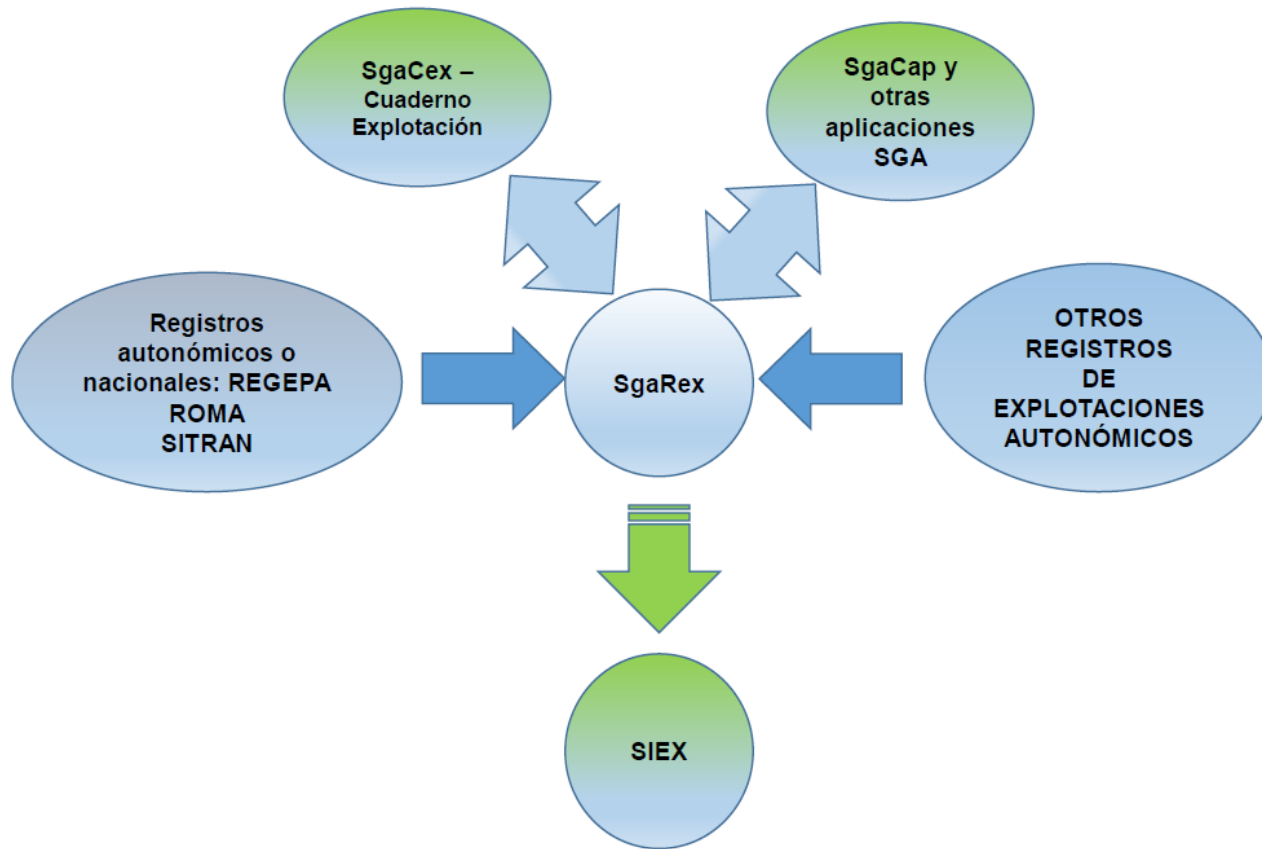 SgaCex –
Cuaderno
Explotación
SgaCap y
otras
aplicaciones
SGA
Registros
autonómicos o
nacionales: REGEPA
ROMA
SITRAN
SgaRex
OTROS
REGISTROS
DE
EXPLOTACIONES
AUTONÓMICOS
SIEX